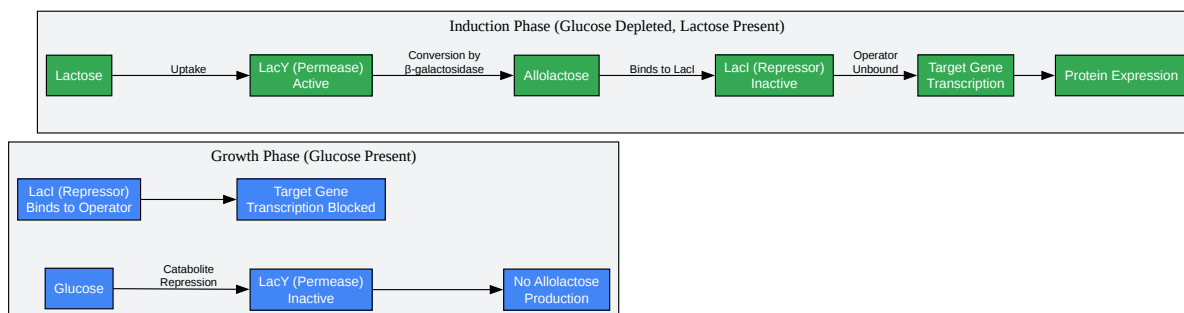 Induction Phase (Glucose Depleted, Lactose Present)
Lactose
Uptake
LacY (Permease)
Active
Conversion by
β-galactosidase
Allolactose
Binds to LacI
LacI (Repressor)
Inactive
Operator
Unbound
Target Gene
Transcription
Protein Expression
Growth Phase (Glucose Present)
LacI (Repressor)
Binds to Operator
Target Gene
Transcription Blocked
Glucose
Catabolite
Repression
LacY (Permease)
Inactive
No Allolactose
Production